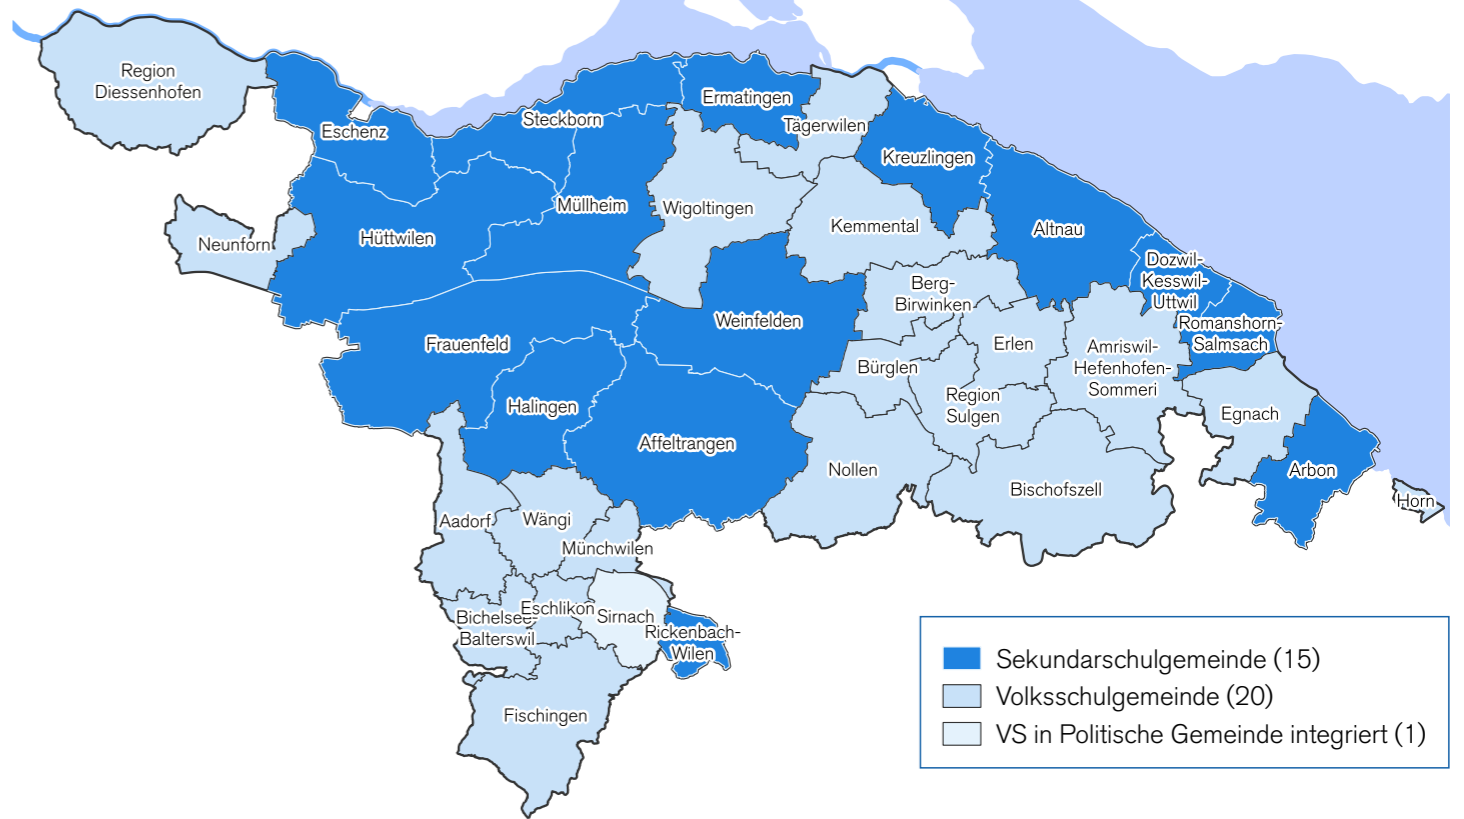 Region
Diessenhofen
Eschenz
Steckborn
Ermatingen
Tägerwilen
Kreuzlingen
Neunforn
Hüttwilen
Müllheim
Wigoltingen
Kemmental
Altnau
Dozwil-
Kesswil-
Uttwil
Berg-
Birwinken
Romanshorn-
Salmsach
Frauenfeld
Weinfelden
Erlen
Amriswil-
Hefenhofen-
Sommeri
Bürglen
Region
Sulgen
Halingen
Affeltrangen
Egnach
Nollen
Bischofszell
Arbon
Horn
Aadorf
Wängi
Münchwilen
Bichelsee-
Balterswil
Eschlikon
Sirnach
Rickenbach-
Wilen
Fischingen
Sekundarschulgemeinde (15)
Volksschulgemeinde (20)
VS in Politische Gemeinde integriert (1)